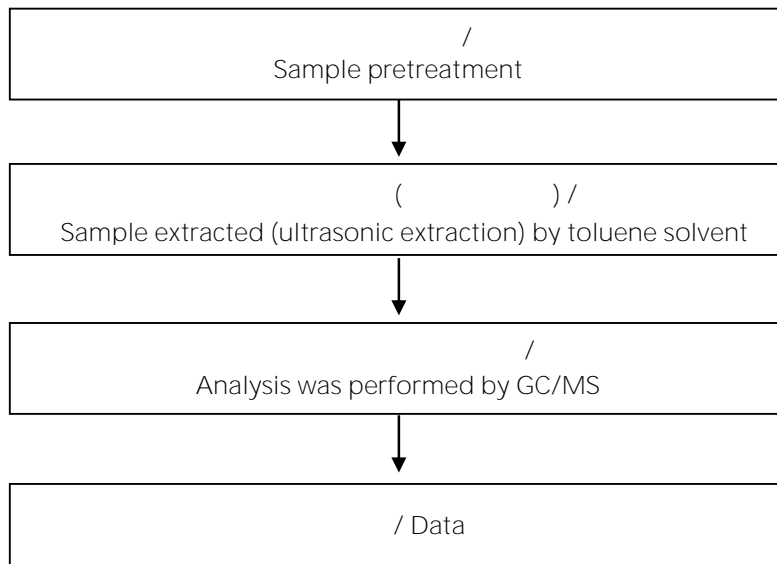 /
Sample pretreatment
( ) /
Sample extracted (ultrasonic extraction) by toluene solvent
/
Analysis was performed by GC/MS
/ Data